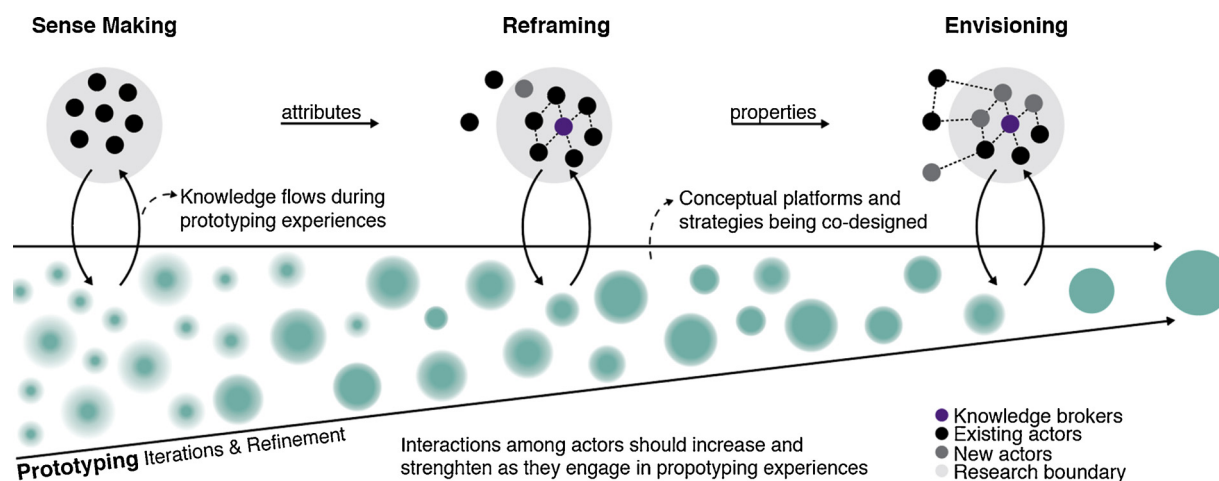 Sense Making
Reframing
Envisioning
attributes
properties
Knowledge flows during
prototyping experiences
Conceptual platforms and
strategies being co-designed
Prototyping Iterations & Refinement
Interactions among actors should increase and
strenghten as they engage in propotyping experiences
Knowledge brokers
Existing actors
New actors
Research boundary